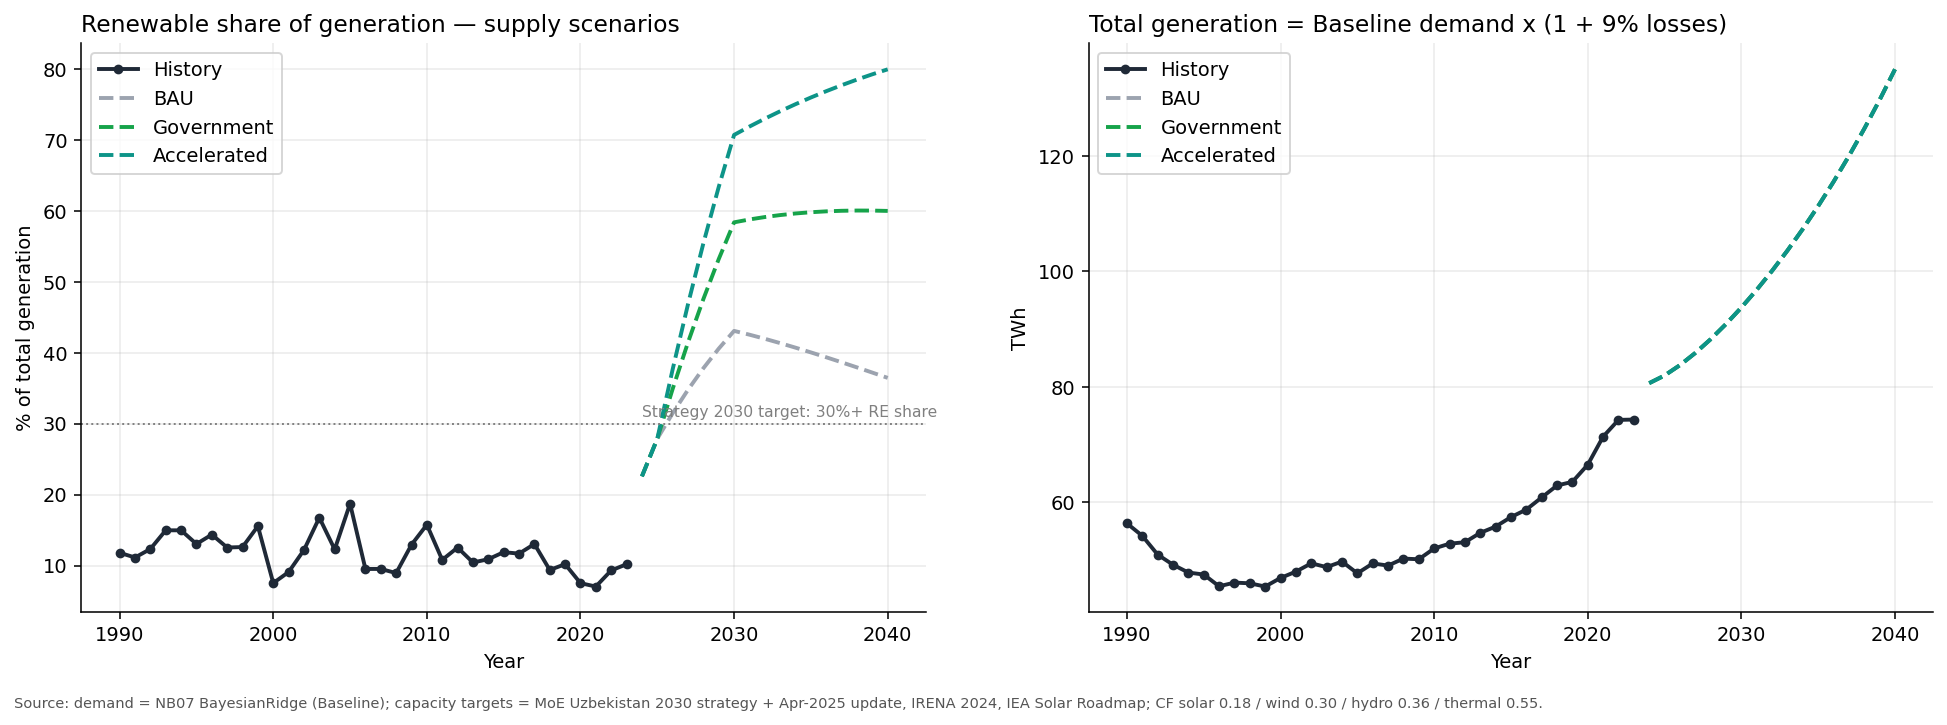 Renewable share of generation — supply scenarios
History
BAU
Government
Accelerated
80
70
60
50
40
30
20
10
% of total generation
Strategy 2030 target: 30%+ RE share
1990
2000
2010
2020
2030
2040
Year
Total generation = Baseline demand x (1 + 9% losses)
History
BAU
Government
Accelerated
120
100
80
60
TWh
1990
2000
2010
2020
2030
2040
Year
Source: demand = NB07 BayesianRidge (Baseline); capacity targets = MoE Uzbekistan 2030 strategy + Apr-2025 update, IRENA 2024, IEA Solar Roadmap; CF solar 0.18 / wind 0.30 / hydro 0.36 / thermal 0.55.